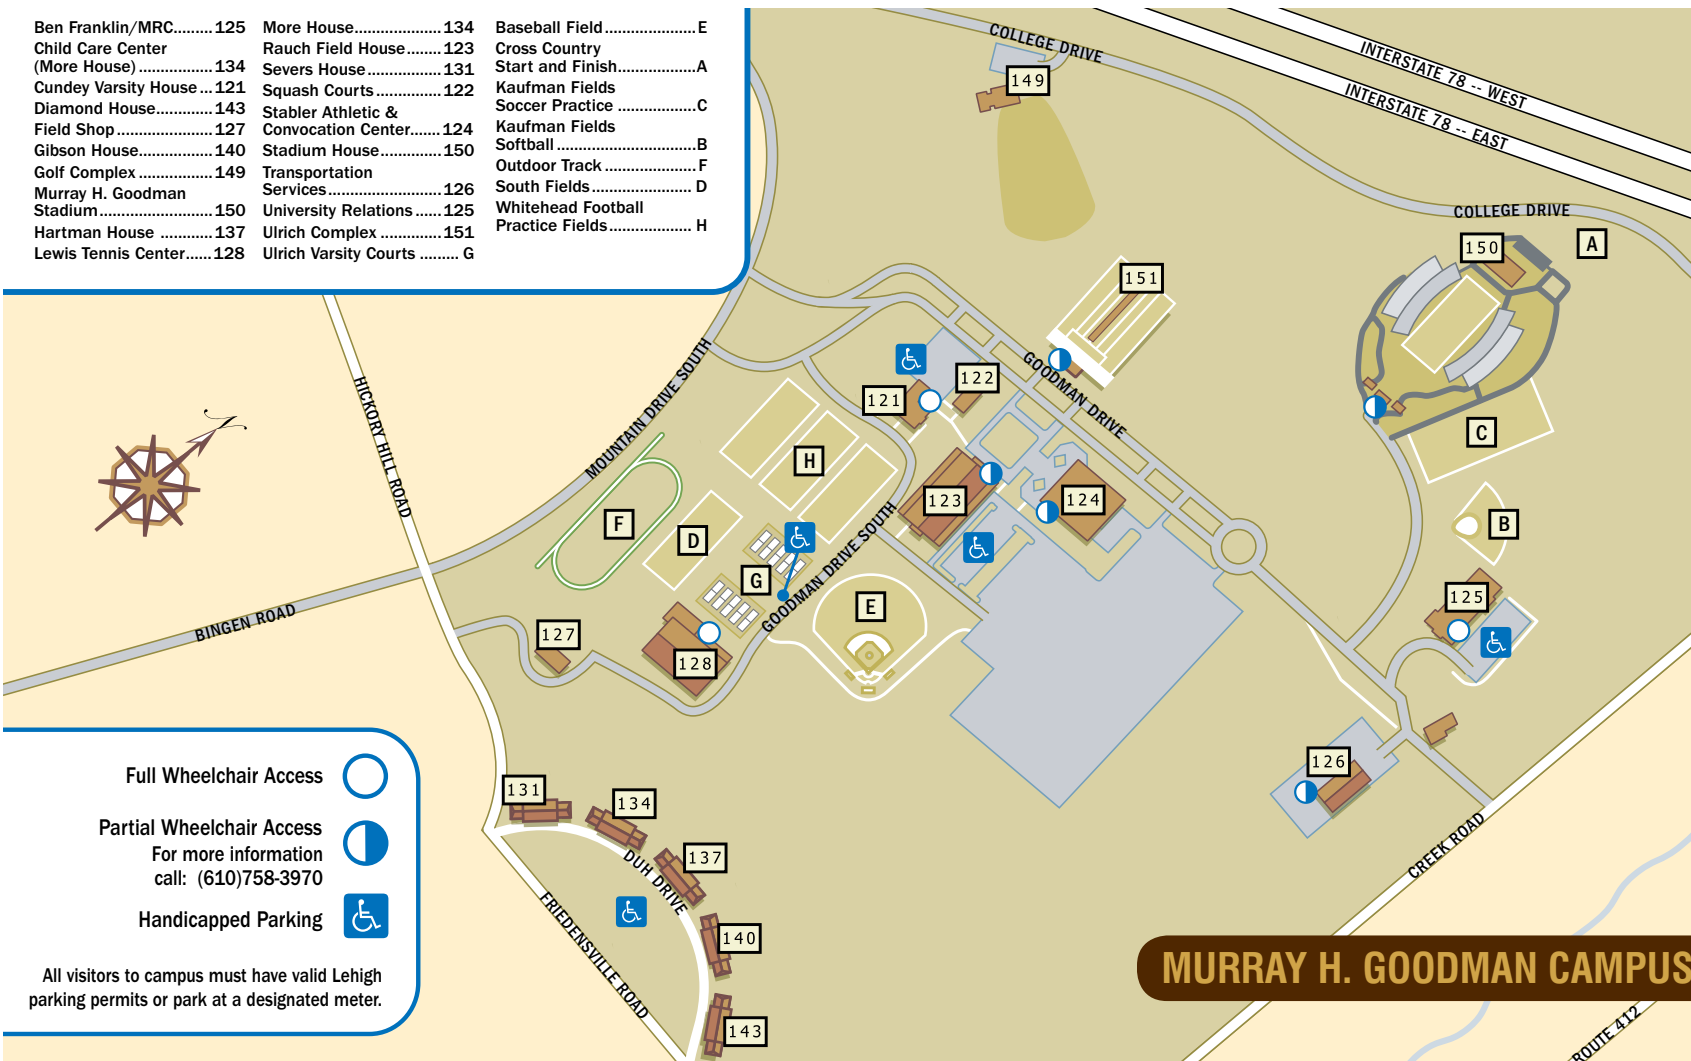 Ben Franklin/MRC.........125
Child Care Center
(More House).................134
Cundey Varsity House...121
Diamond House.............143
Field Shop......................127
Gibson House.................140
Golf Complex.................149
Murray H. Goodman
Stadium..........................150
Hartman House ............137
Lewis Tennis Center......128
More House....................134
Rauch Field House........123
Severs House.................131
Squash Courts...............122
Stabler Athletic &
Convocation Center.......124
Stadium House..............150
Transportation
Services..........................126
University Relations......125
Ulrich Complex ..............151
Ulrich Varsity Courts ......... G
Baseball Field.....................E
Cross Country
Start and Finish..................A
Kaufman Fields
Soccer Practice ..................C
Kaufman Fields
Softball................................B
Outdoor Track.....................F
South Fields....................... D
Whitehead Football
Practice Fields................... H
COLLEGE DRIVE
INTERSTATE 78 -- WEST
INTERSTATE 78 -- EAST
149
COLLEGE DRIVE
A
150
151
GOODMAN DRIVE
122
121
MOUNTAIN DRIVE SOUTH
HICKORY HILL ROAD
C
H
123
124
F
D
B
G
GOODMAN DRIVE SOUTH
E
125
BINGEN ROAD
127
128
126
Full Wheelchair Access
Partial Wheelchair Access
For more information
call: (610)758-3970
Handicapped Parking
All visitors to campus must have valid Lehigh
parking permits or park at a designated meter.
131
134
137
DUH DRIVE
140
143
FRIEDENSVILLE ROAD
CREEK ROAD
MURRAY H. GOODMAN CAMPUS
ROUTE 412